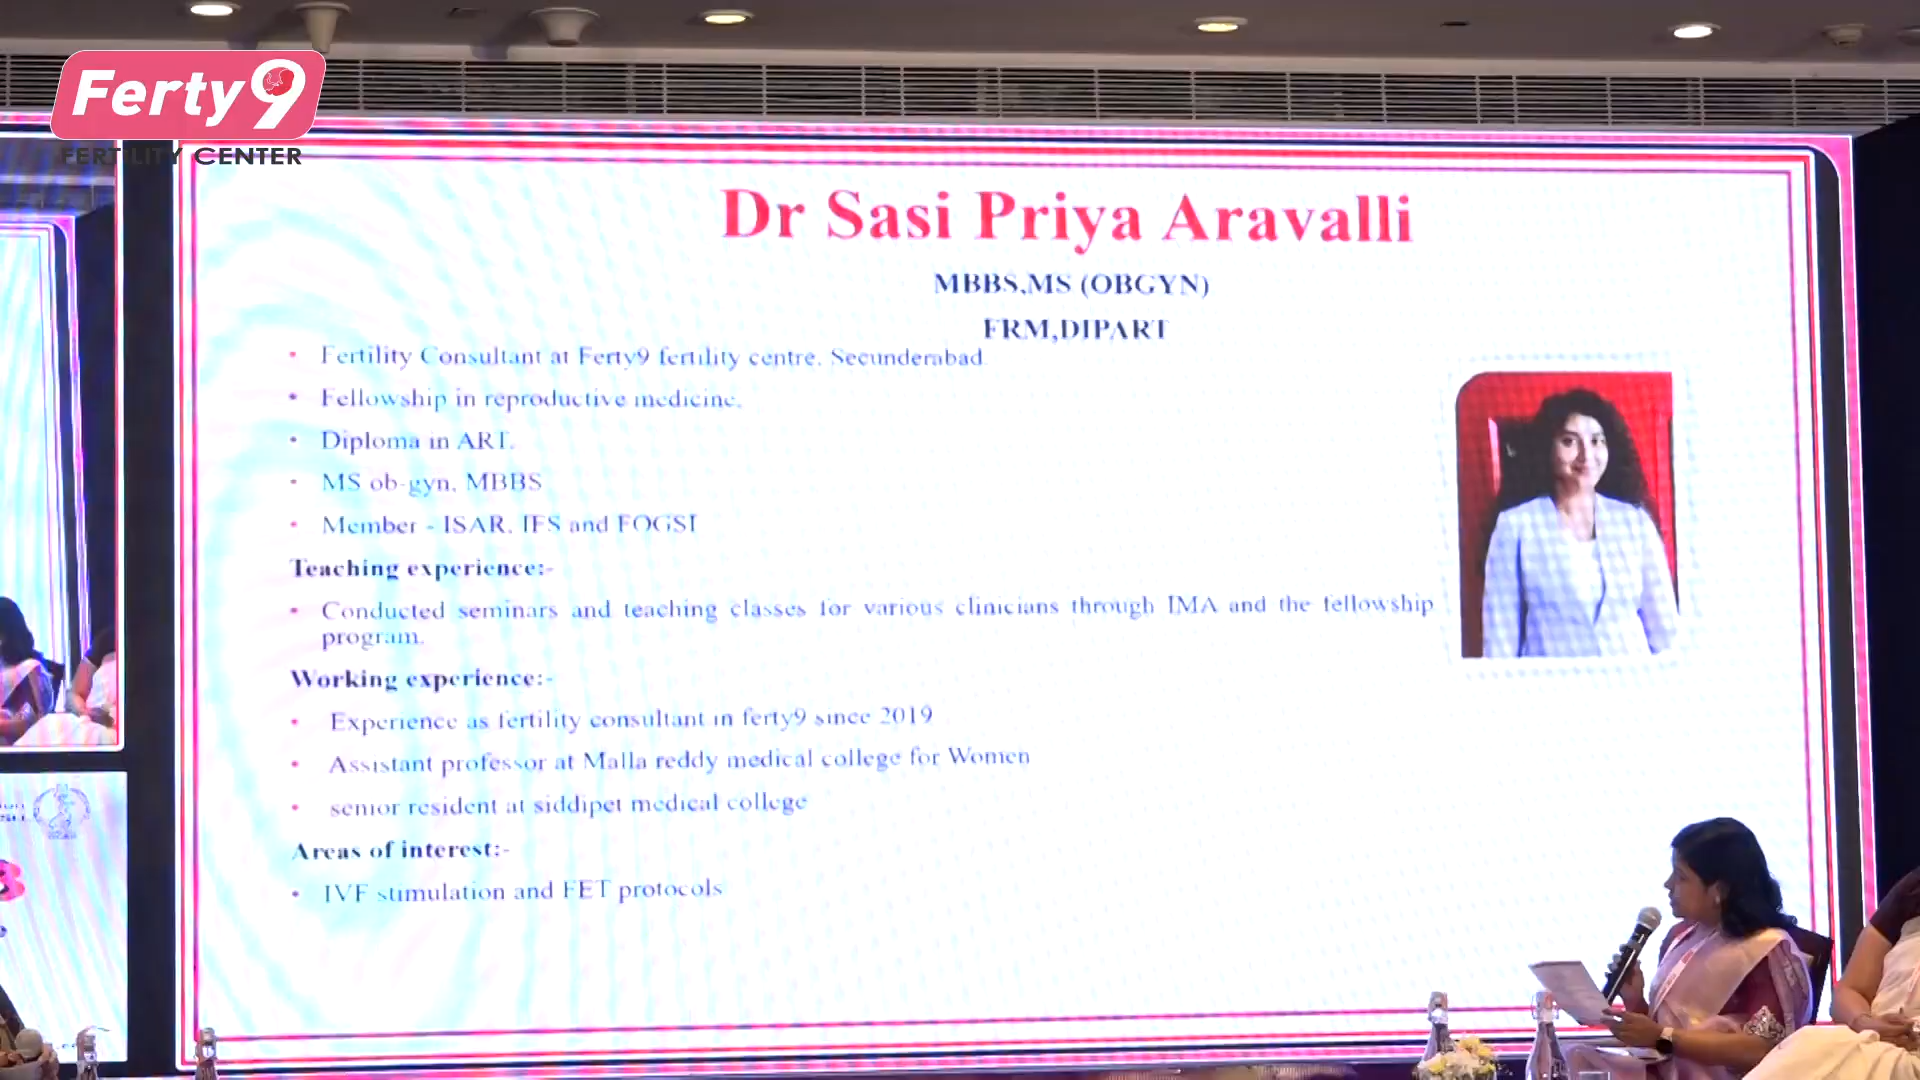 Ferty9
FERTILITY CENTER
Dr Sasi Priya Aravalli
MBBS,MS (OBGYN)
FRM,DIPART
• Fertility Consultant at Ferty9 fertility centre. Secunderabad.
• Fellowship in reproductive medicine.
• Diploma in ART.
• MS ob-gyn, MBBS
• Member - ISAR, IFS and FOGSI
Teaching experience:-
• Conducted seminars and teaching classes for various clinicians through IMA and the fellowship
program.
Working experience:-
• Experience as fertility consultant in ferty9 since 2019
• Assistant professor at Malla reddy medical college for Women
• senior resident at siddipet medical college
Areas of interest:-
• IVF stimulation and FET protocols